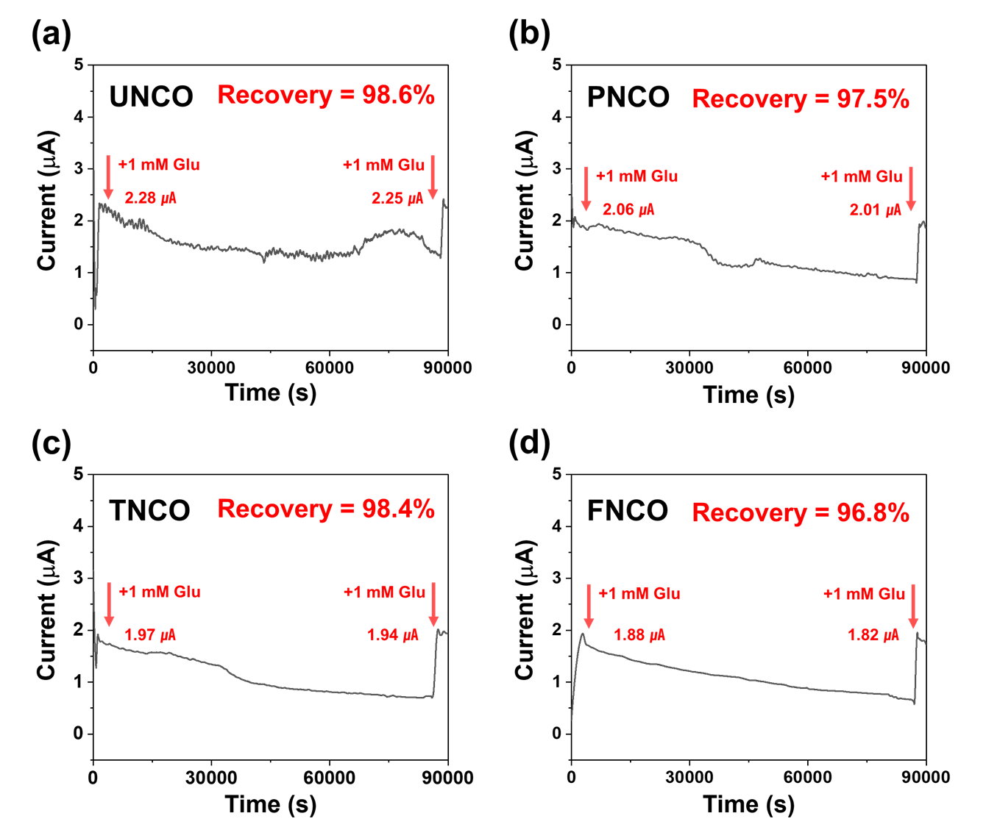 (a)
UNCO Recovery = 98.6%
+1 mM Glu
2.28 ㎂
+1 mM Glu
2.25 ㎂
Current (μA)
5
4
3
2
1
0
0 30000 60000 90000
Time (s)
(b)
PNCO Recovery = 97.5%
+1 mM Glu
2.06 ㎂
+1 mM Glu
2.01 ㎂
Current (μA)
5
4
3
2
1
0
0 30000 60000 90000
Time (s)
(c)
TNCO Recovery = 98.4%
+1 mM Glu
1.97 ㎂
+1 mM Glu
1.94 ㎂
Current (μA)
5
4
3
2
1
0
0 30000 60000 90000
Time (s)
(d)
FNCO Recovery = 96.8%
+1 mM Glu
1.88 ㎂
+1 mM Glu
1.82 ㎂
Current (μA)
5
4
3
2
1
0
0 30000 60000 90000
Time (s)